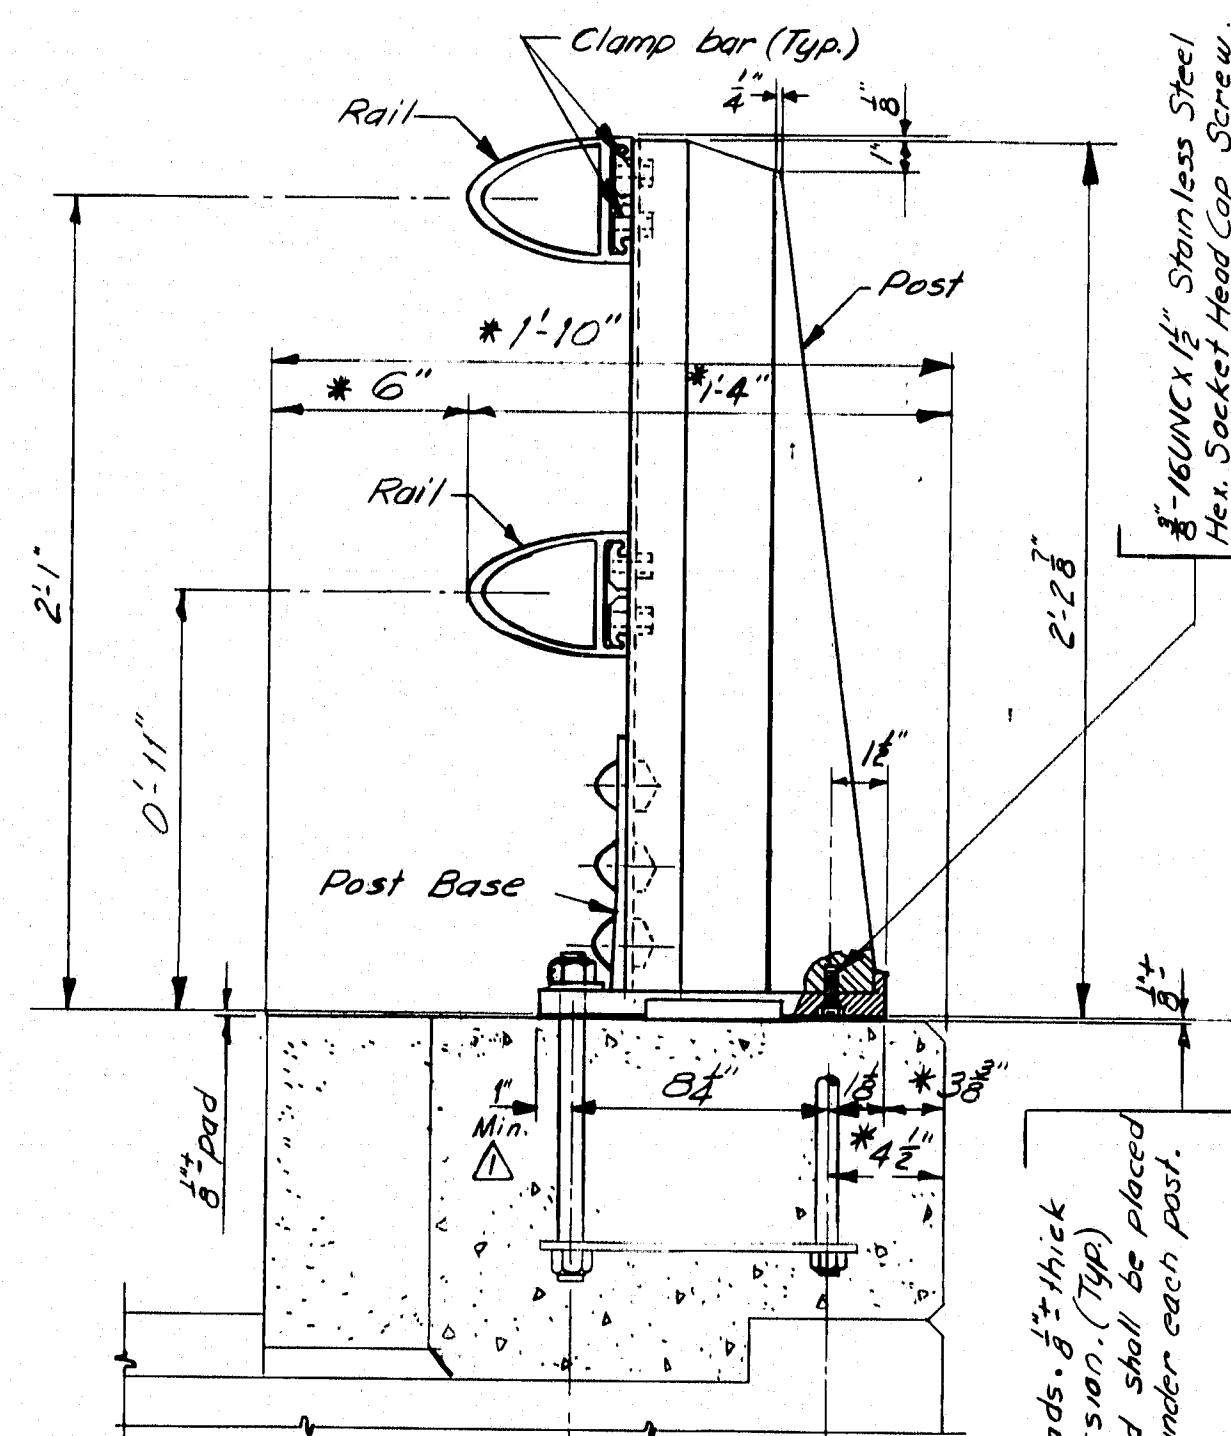 Clamp bar (Typ.)
1/4"
1/8"
1"
Rail
3/8"-16UNC x 1 1/2" Stainless Steel
Hex. Socket Head Cap Screw.
Post
* 1'-10"
* 6"
* 1'-4"
Rail
2'-1"
2'-2 7/8"
0'-11"
1 1/2"
Post Base
1/8"±
1/8"± pad
1"
Min.
1
8 1/4"
* 3 3/8"
* 4 1/2"
1/8"± thick
(Typ.)
shall be placed
under each post.